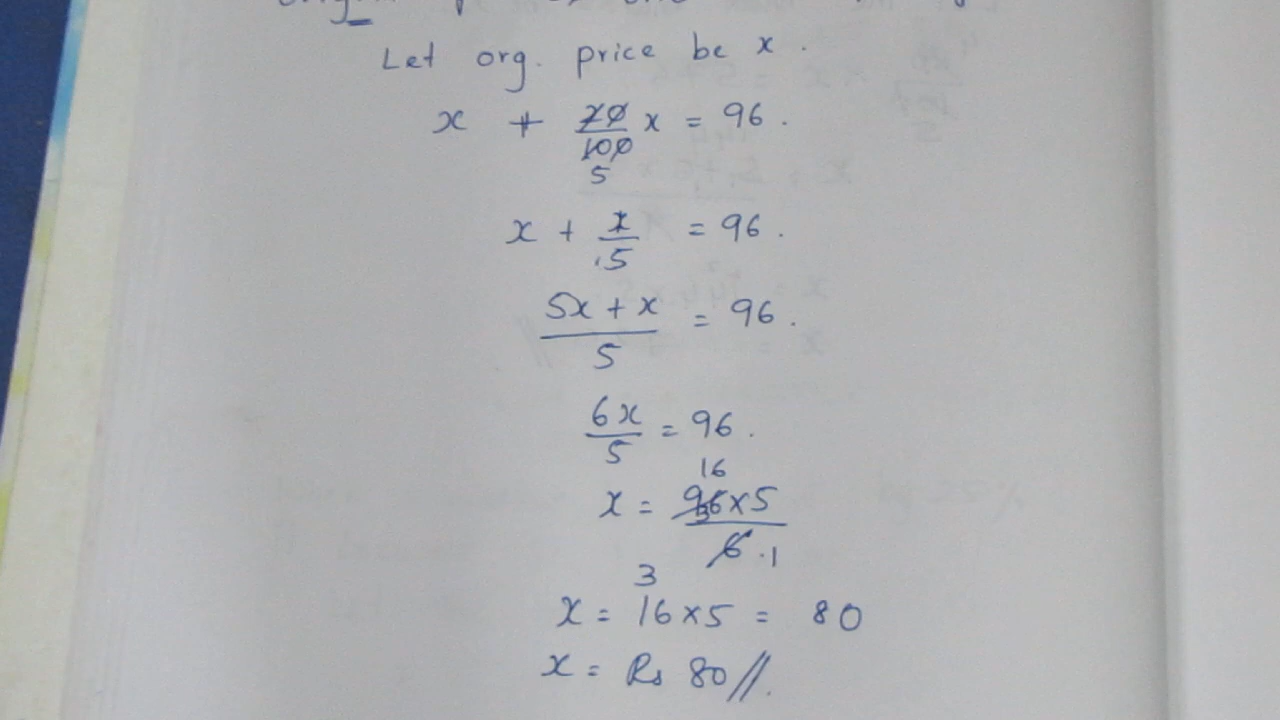 Let org. price be x.
x + 20/100 x = 96.
5
x + x/5 = 96.
5x + x / 5 = 96.
6x/5 = 96.
16
x = 96×5 / 6 1
3
x = 16×5 = 80
x = Rs 80//.